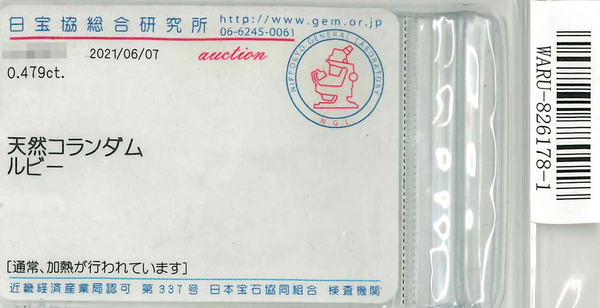 日宝協総合研究所
http://www.gem.or.jp
06-6245-0061
2021/06/07
auction
0.479ct.
NIPPOKYO GENERAL LABORATORY
N.G.L.
天然コランダム
ルビー
[通常、加熱が行われています]
近畿経済産業局認可 第337号 日本宝石協同組合 検査機関
WARU-826178-1